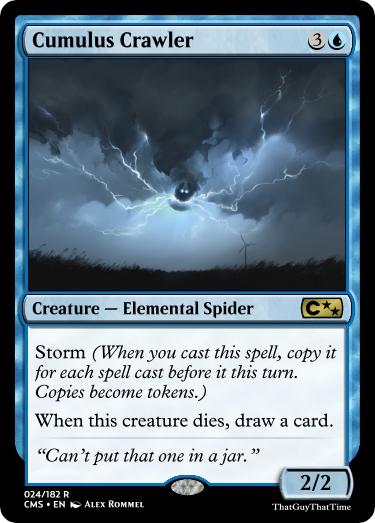 Cumulus Crawler 3
Creature — Elemental Spider C
Storm (When you cast this spell, copy it
for each spell cast before it this turn.
Copies become tokens.)
When this creature dies, draw a card.
“Can’t put that one in a jar.”
2/2
024/182 R
CMS • EN Alex Rommel
ThatGuyThatTime